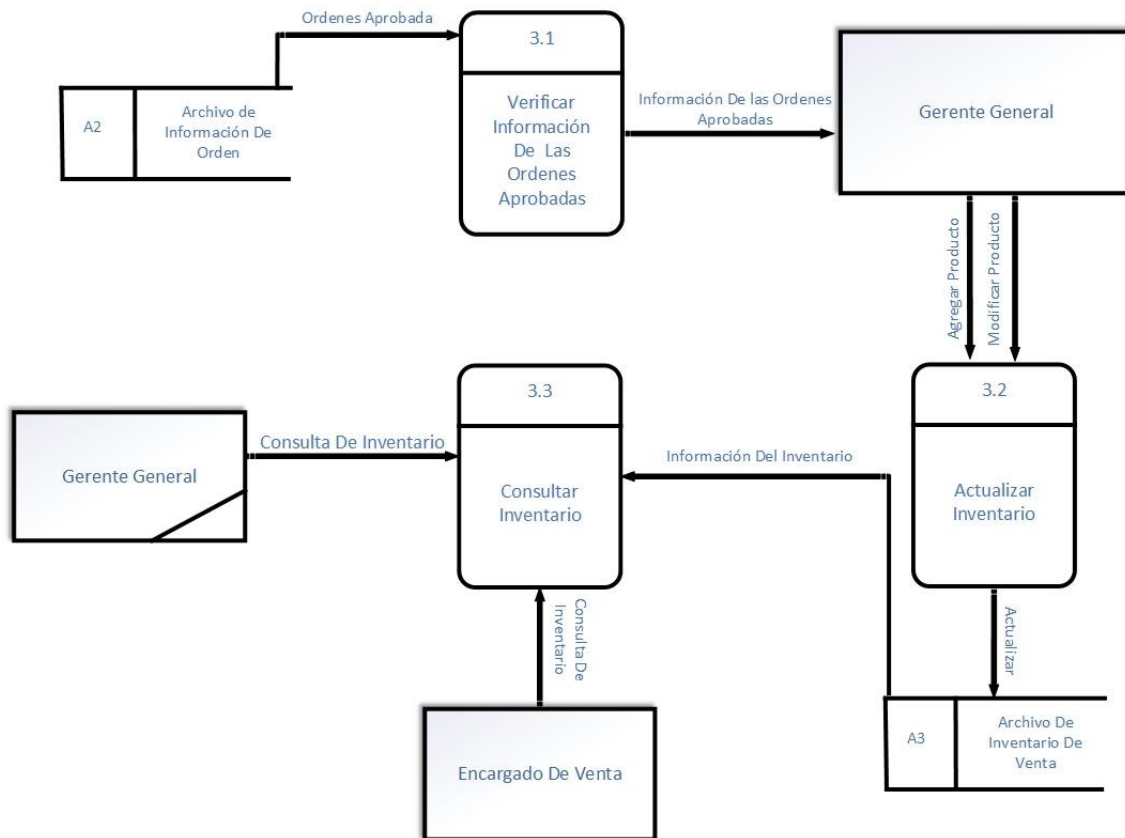 Ordenes Aprobada
3.1
A2
Archivo de
Información De
Orden
Verificar
Información
De Las
Ordenes
Aprobadas
Información De las Ordenes
Aprobadas
Gerente General
Agregar Producto
Modificar Producto
3.3
3.2
Gerente General
Consulta De Inventario
Consultar
Inventario
Información Del Inventario
Actualizar
Inventario
Consulta De
Inventario
Actualizar
Encargado De Venta
A3
Archivo De
Inventario De
Venta